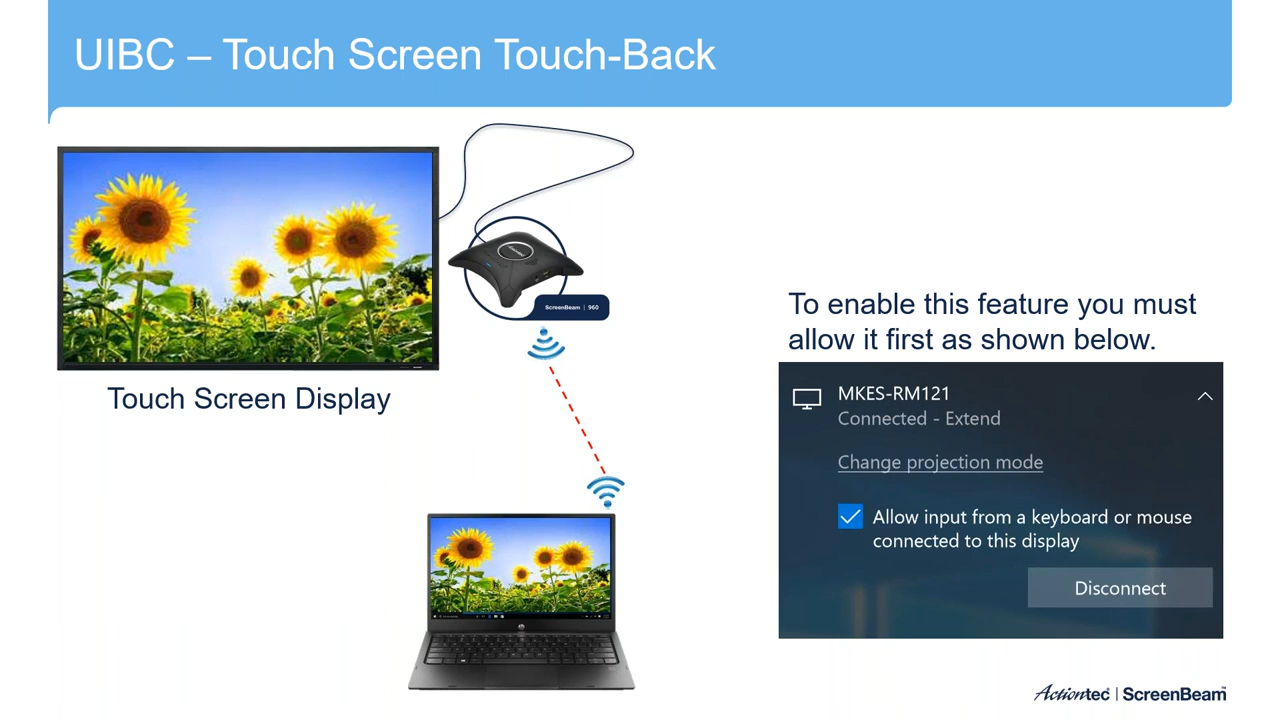 UIBC – Touch Screen Touch-Back
ScreenBeam | 960
Touch Screen Display
To enable this feature you must
allow it first as shown below.
MKES-RM121
Connected - Extend
Change projection mode
Allow input from a keyboard or mouse
connected to this display
Disconnect
Actiontec | ScreenBeam™